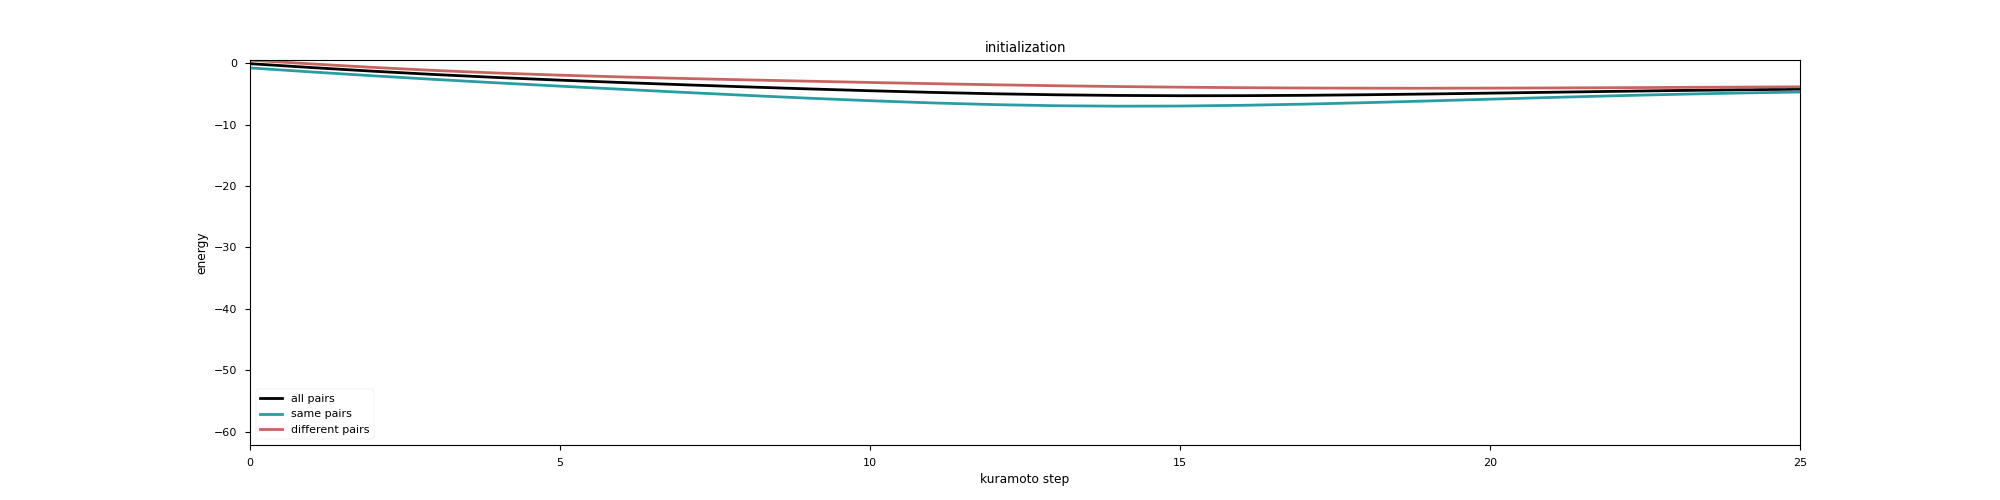 initialization
0
−10
−20
−30
−40
−50
−60
energy
all pairs
same pairs
different pairs
0 5 10 15 20 25
kuramoto step